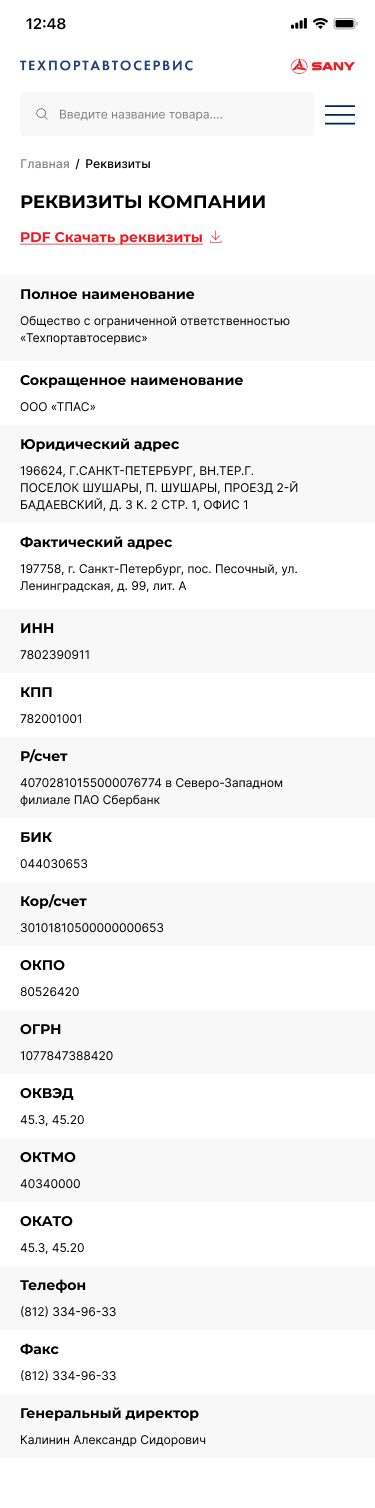 12:48
ТЕХПОРТАВТОСЕРВИС
SANY
Введите название товара....
Главная / Реквизиты
РЕКВИЗИТЫ КОМПАНИИ
PDF Скачать реквизиты
Полное наименование
Общество с ограниченной ответственностью
«Техпортавтосервис»
Сокращенное наименование
ООО «ТПАС»
Юридический адрес
196624, Г.САНКТ-ПЕТЕРБУРГ, ВН.ТЕР.Г.
ПОСЕЛОК ШУШАРЫ, П. ШУШАРЫ, ПРОЕЗД 2-Й
БАДАЕВСКИЙ, Д. 3 К. 2 СТР. 1, ОФИС 1
Фактический адрес
197758, г. Санкт-Петербург, пос. Песочный, ул.
Ленинградская, д. 99, лит. А
ИНН
7802390911
КПП
782001001
Р/счет
40702810155000076774 в Северо-Западном
филиале ПАО Сбербанк
БИК
044030653
Кор/счет
30101810500000000653
ОКПО
80526420
ОГРН
1077847388420
ОКВЭД
45.3, 45.20
ОКТМО
40340000
ОКАТО
45.3, 45.20
Телефон
(812) 334-96-33
Факс
(812) 334-96-33
Генеральный директор
Калинин Александр Сидорович